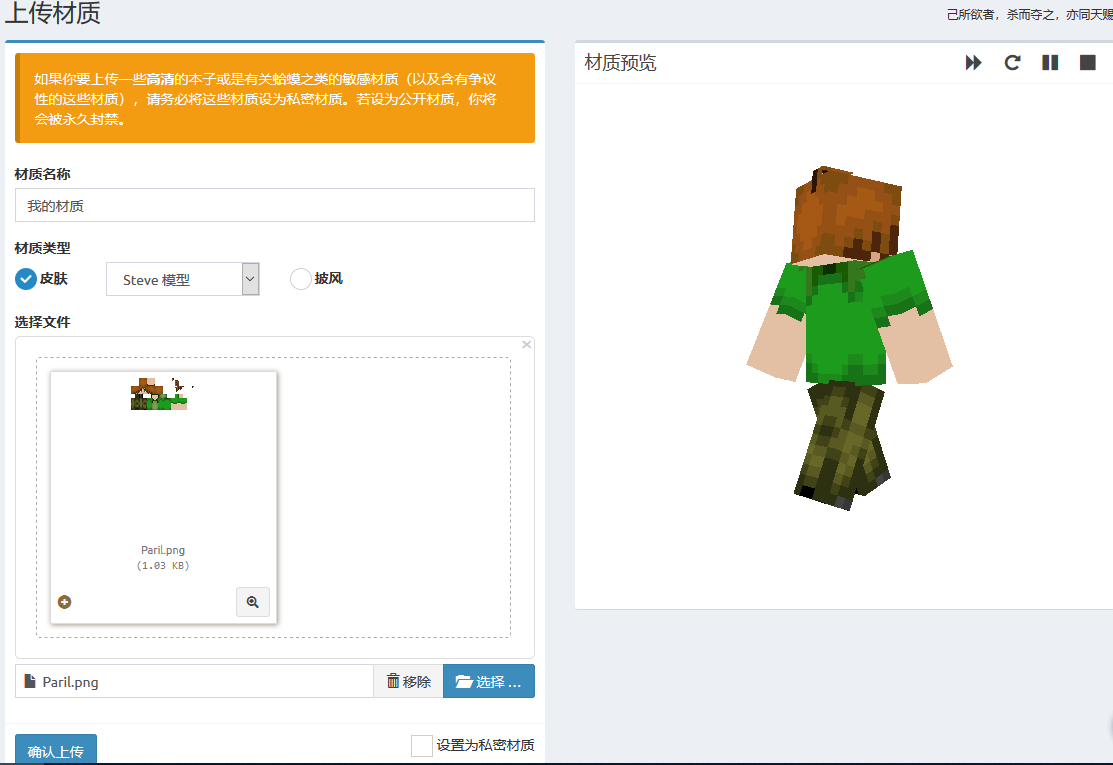 上传材质
己所欲者，杀而夺之，亦同天赐
如果你要上传一些高清的本子或是有关蛤蟆之类的敏感材质（以及含有争议
性的这些材质），请务必将这些材质设为私密材质。若设为公开材质，你将
会被永久封禁。
材质名称
我的材质
材质类型
皮肤
Steve 模型
披风
选择文件
×
Paril.png
(1.03 KB)
Paril.png
移除
选择 ...
确认上传
设置为私密材质
材质预览